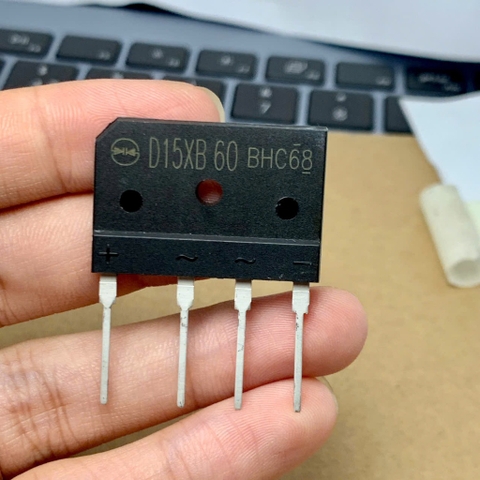 D15XB 60 BHC68
+ ~ ~ -